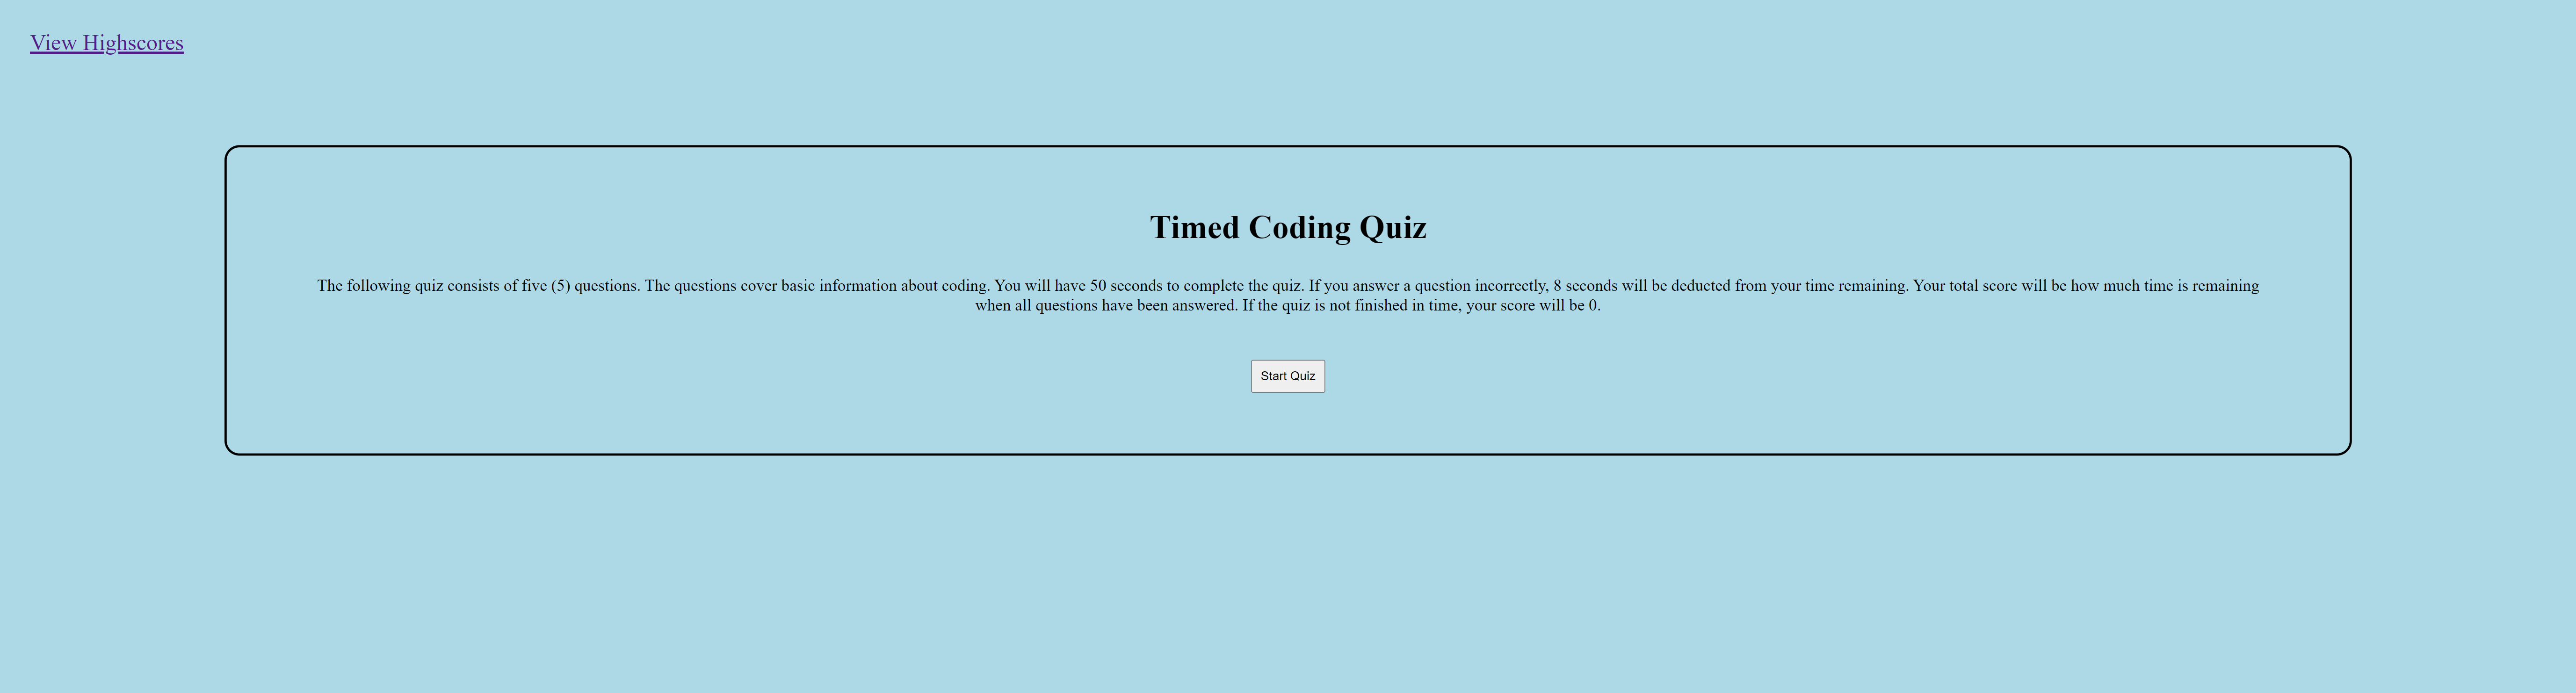 View Highscores
Timed Coding Quiz
The following quiz consists of five (5) questions. The questions cover basic information about coding. You will have 50 seconds to complete the quiz. If you answer a question incorrectly, 8 seconds will be deducted from your time remaining. Your total score will be how much time is remaining
when all questions have been answered. If the quiz is not finished in time, your score will be 0.
Start Quiz